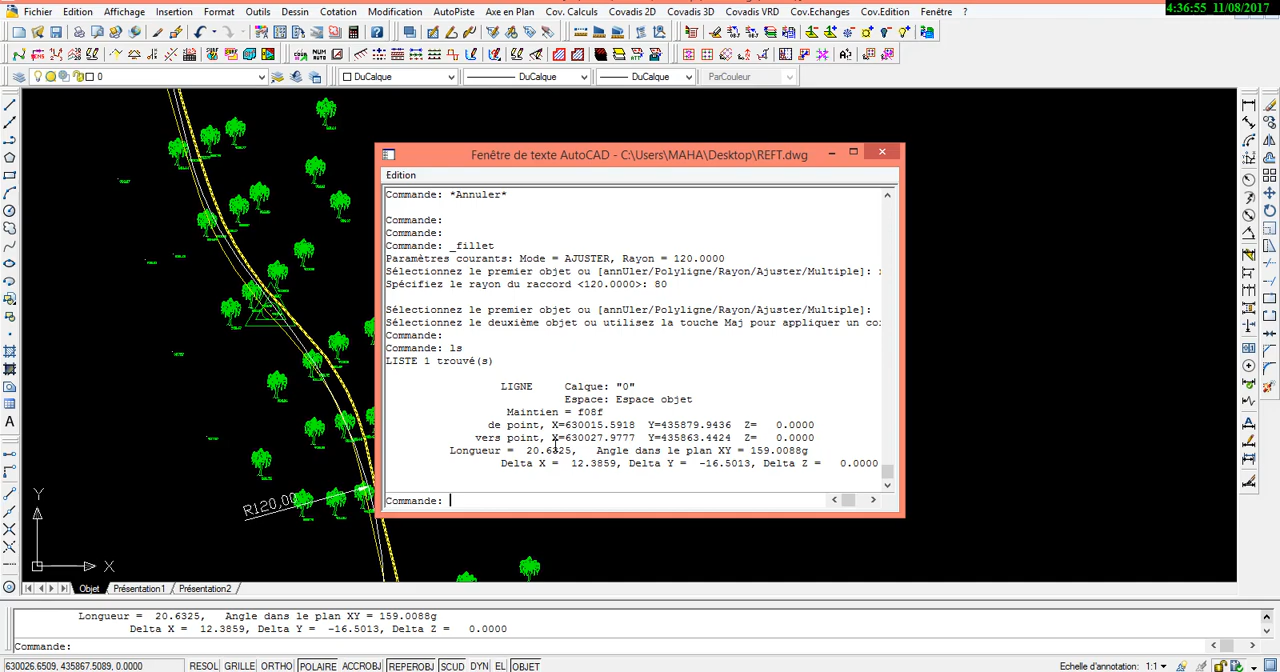 4:36:55 11/08/2017
Fichier Edition Affichage Insertion Format Outils Dessin Cotation Modification AutoPiste Axe en Plan Cov. Calculs Covadis 2D Covadis 3D Covadis VRD Cov.Echanges Cov.Edition Fenêtre ?
0 DuCalque DuCalque DuCalque ParCouleur
Fenêtre de texte AutoCAD - C:\Users\MAHA\Desktop\REFT.dwg
Edition
Commande: *Annuler*
Commande:
Commande:
Commande: _fillet
Paramètres courants: Mode = AJUSTER, Rayon = 120.0000
Sélectionnez le premier objet ou [annUler/Polyligne/Rayon/Ajuster/Multiple]:
Spécifiez le rayon du raccord <120.0000>: 80
Sélectionnez le premier objet ou [annUler/Polyligne/Rayon/Ajuster/Multiple]:
Sélectionnez le deuxième objet ou utilisez la touche Maj pour appliquer un
Commande:
Commande: ls
LISTE 1 trouvé(s)
LIGNE Calque: "0"
Espace: Espace objet
Maintien = f08f
de point, X=630015.5918 Y=435879.9436 Z= 0.0000
vers point, X=630027.9777 Y=435863.4424 Z= 0.0000
Longueur = 20.6325, Angle dans le plan XY = 159.0088g
Delta X = 12.3859, Delta Y = -16.5013, Delta Z = 0.0000
Commande:
R120,00
Y
X
Objet Présentation1 Présentation2
Longueur = 20.6325, Angle dans le plan XY = 159.0088g
Delta X = 12.3859, Delta Y = -16.5013, Delta Z = 0.0000
Commande:
630026.6509, 435867.5089, 0.0000 RESOL GRILLE ORTHO POLAIRE ACCROBJ REPEROBJ SCUD DYN EL OBJET Echelle d'annotation: 1:1